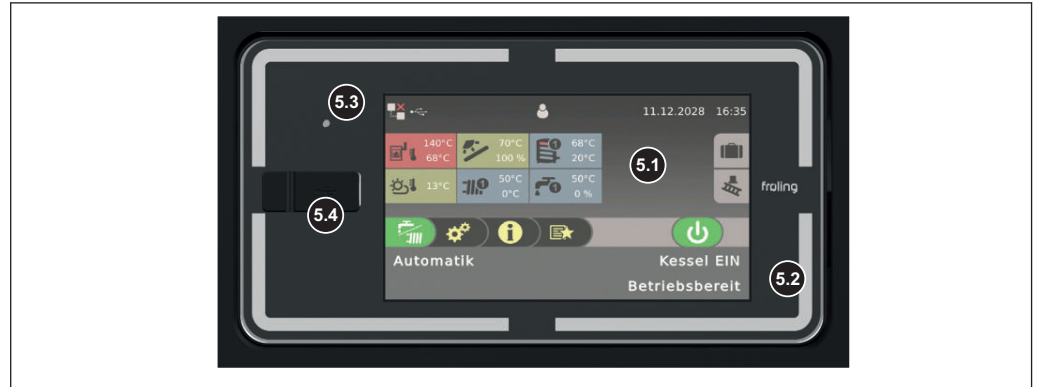 5.3
11.12.2028 16:35
140°C 70°C 68°C
68°C 100 % 20°C
5.1
13°C 50°C 50°C
0°C 0 %
froling
5.4
Automatik Kessel EIN
Betriebsbereit
5.2